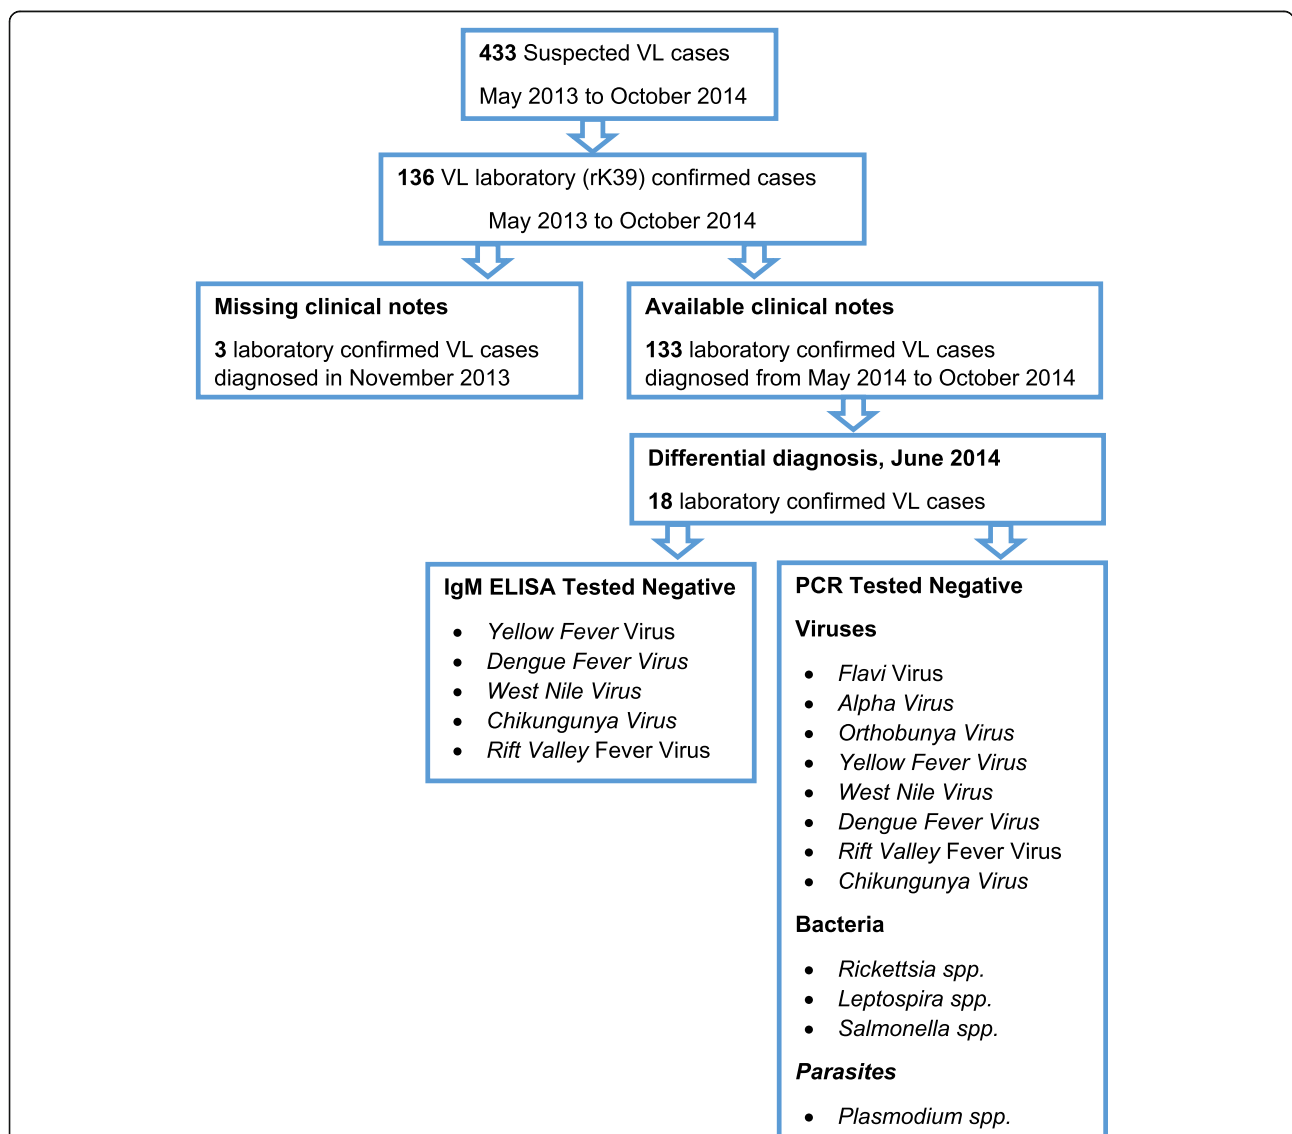 433 Suspected VL cases
May 2013 to October 2014
136 VL laboratory (rK39) confirmed cases
May 2013 to October 2014
Missing clinical notes
3 laboratory confirmed VL cases
diagnosed in November 2013
Available clinical notes
133 laboratory confirmed VL cases
diagnosed from May 2014 to October 2014
Differential diagnosis, June 2014
18 laboratory confirmed VL cases
IgM ELISA Tested Negative
• Yellow Fever Virus
• Dengue Fever Virus
• West Nile Virus
• Chikungunya Virus
• Rift Valley Fever Virus
PCR Tested Negative
Viruses
• Flavi Virus
• Alpha Virus
• Orthobunya Virus
• Yellow Fever Virus
• West Nile Virus
• Dengue Fever Virus
• Rift Valley Fever Virus
• Chikungunya Virus
Bacteria
• Rickettsia spp.
• Leptospira spp.
• Salmonella spp.
Parasites
• Plasmodium spp.